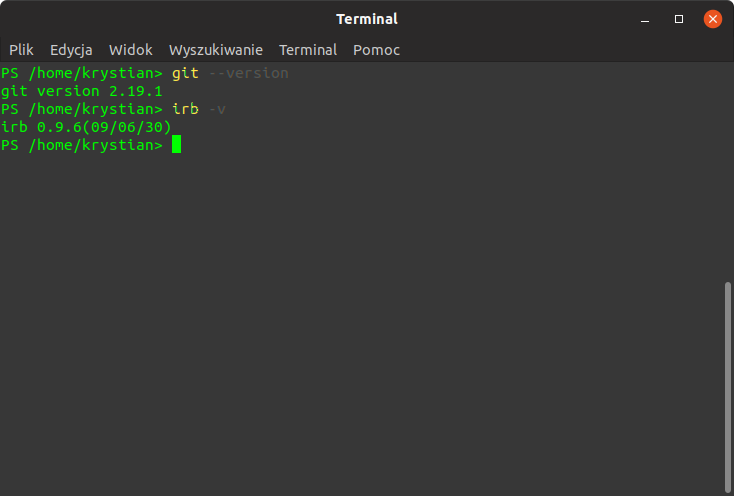 Terminal
Plik Edycja Widok Wyszukiwanie Terminal Pomoc
PS /home/krystian> git --version
git version 2.19.1
PS /home/krystian> irb -v
irb 0.9.6(09/06/30)
PS /home/krystian>